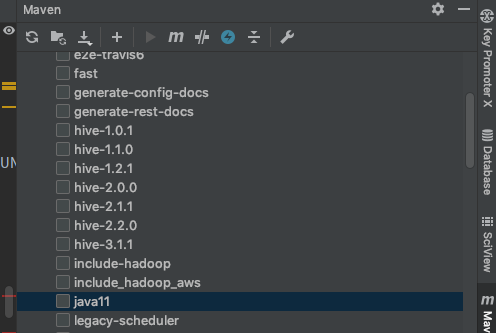 Maven
e2e-travis6
fast
generate-config-docs
generate-rest-docs
hive-1.0.1
hive-1.1.0
hive-1.2.1
hive-2.0.0
hive-2.1.1
hive-2.2.0
hive-3.1.1
include-hadoop
include_hadoop_aws
java11
legacy-scheduler
UN
Key Promoter X
Database
SciView
m